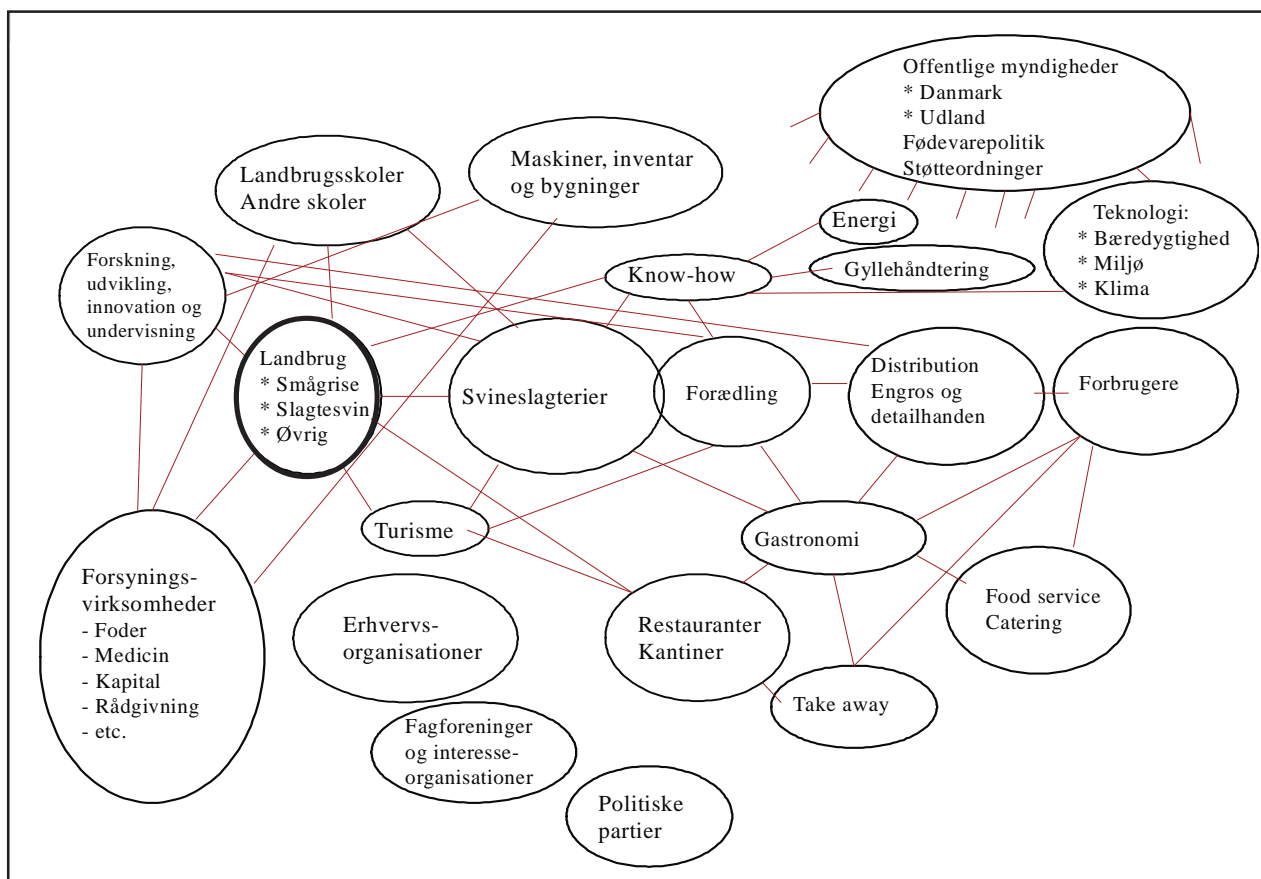 Offentlige myndigheder
* Danmark
* Udland
Fødevarepolitik
Støtteordninger
Maskiner, inventar
og bygninger
Landbrugsskoler
Andre skoler
Energi
Teknologi:
* Bæredygtighed
* Miljø
* Klima
Forskning,
udvikling,
innovation og
undervisning
Know-how
Gyllehåndtering
Landbrug
* Smågrise
* Slagtesvin
* Øvrig
Svineslagterier
Forædling
Distribution
Engros og
detailhanden
Forbrugere
Turisme
Gastronomi
Forsynings-
virksomheder
- Foder
- Medicin
- Kapital
- Rådgivning
- etc.
Erhvervs-
organisationer
Restauranter
Kantiner
Food service
Catering
Take away
Fagforeninger
og interesse-
organisationer
Politiske
partier